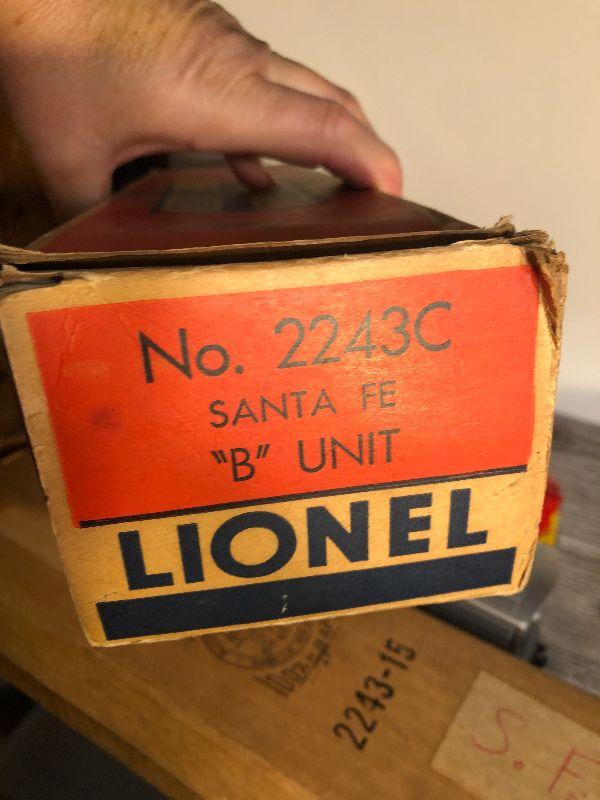 No. 2243C
SANTA FE
"B" UNIT
LIONEL
2243-15
S. F.